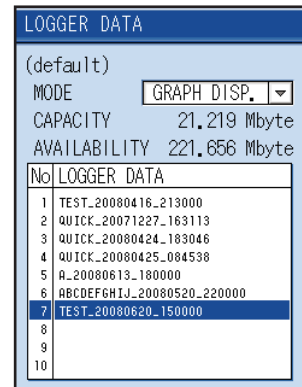 LOGGER DATA
(default)
MODE GRAPH DISP.
CAPACITY 21.219 Mbyte
AVAILABILITY 221.656 Mbyte
No LOGGER DATA
1 TEST_20080416_213000
2 QUICK_20071227_163113
3 QUICK_20080424_183046
4 QUICK_20080425_084538
5 A_20080613_180000
6 ABCDEFGHIJ_20080520_220000
7 TEST_20080620_150000
8
9
10